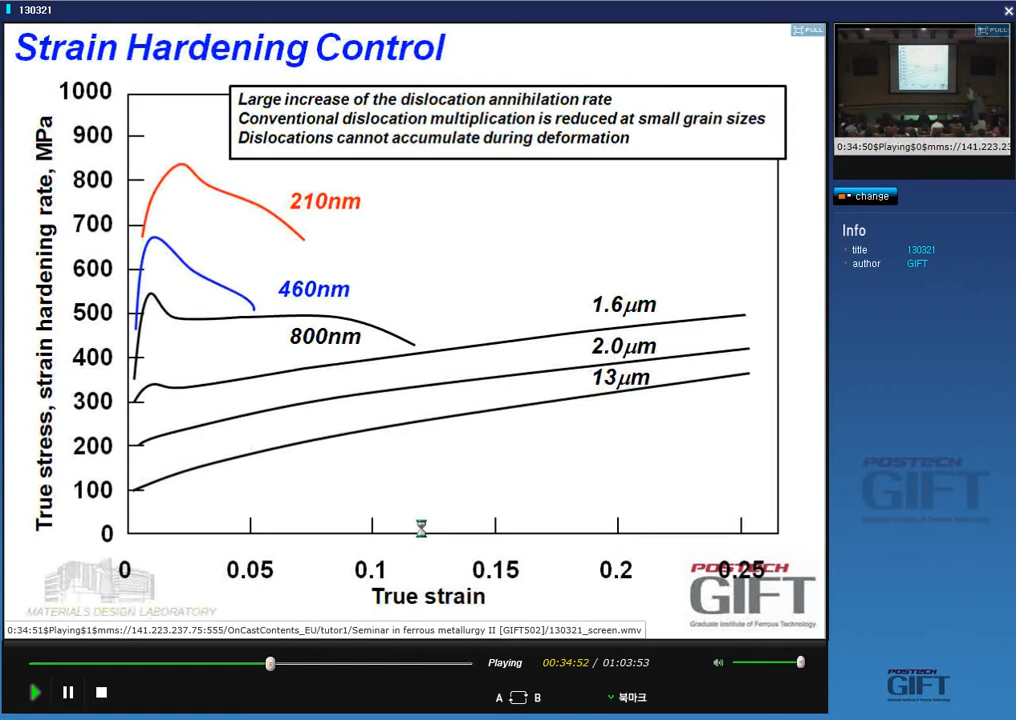 130321
Strain Hardening Control
FULL
FULL
1000
900
800
700
600
500
400
300
200
100
0
True stress, strain hardening rate, MPa
Large increase of the dislocation annihilation rate
Conventional dislocation multiplication is reduced at small grain sizes
Dislocations cannot accumulate during deformation
210nm
460nm
800nm
1.6μm
2.0μm
13μm
0 0.05 0.1 0.15 0.2 0.25
True strain
MATERIALS DESIGN LABORATORY
POSTECH
GIFT
Graduate Institute of Ferrous Technology
0:34:51$Playing$1$mms://141.223.237.75:555/OnCastContents_EU/tutor1/Seminar in ferrous metallurgy II [GIFT502]/130321_screen.wmv
0:34:50$Playing$0$mms://141.223.23
change
Info
title 130321
author GIFT
POSTECH
GIFT
Graduate Institute of Ferrous Technology
Playing 00:34:52 / 01:03:53
A B 북마크
POSTECH
GIFT